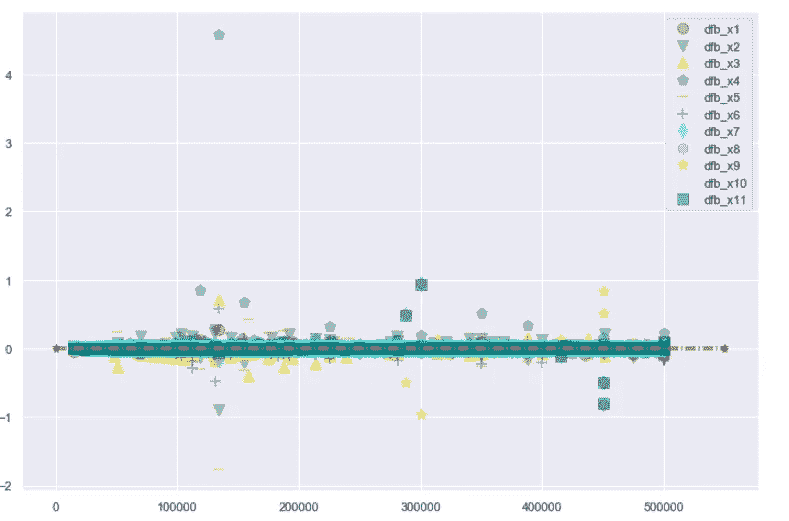 dfb_x1
dfb_x2
dfb_x3
4
dfb_x4
dfb_x5
dfb_x6
dfb_x7
3
dfb_x8
dfb_x9
dfb_x10
2
dfb_x11
1
0
−1
−2
0 100000 200000 300000 400000 500000